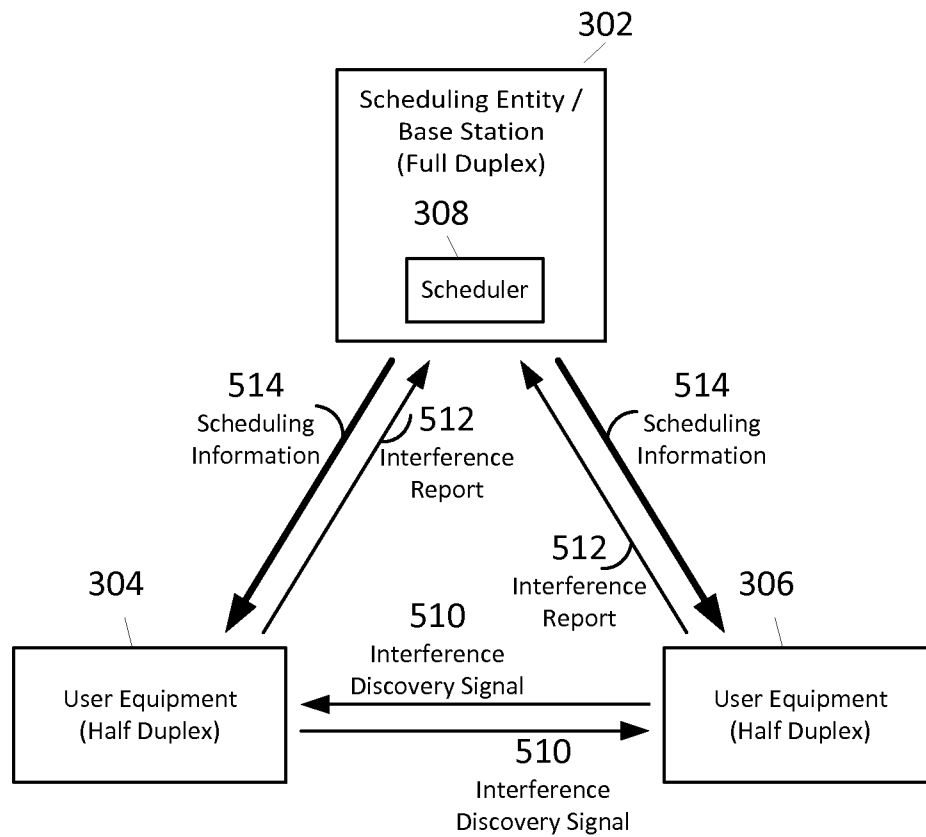 302
Scheduling Entity /
Base Station
(Full Duplex)
308
Scheduler
514
Scheduling
Information
512
Interference
Report
514
Scheduling
Information
512
Interference
Report
304
306
510
Interference
Discovery Signal
User Equipment
(Half Duplex)
User Equipment
(Half Duplex)
510
Interference
Discovery Signal